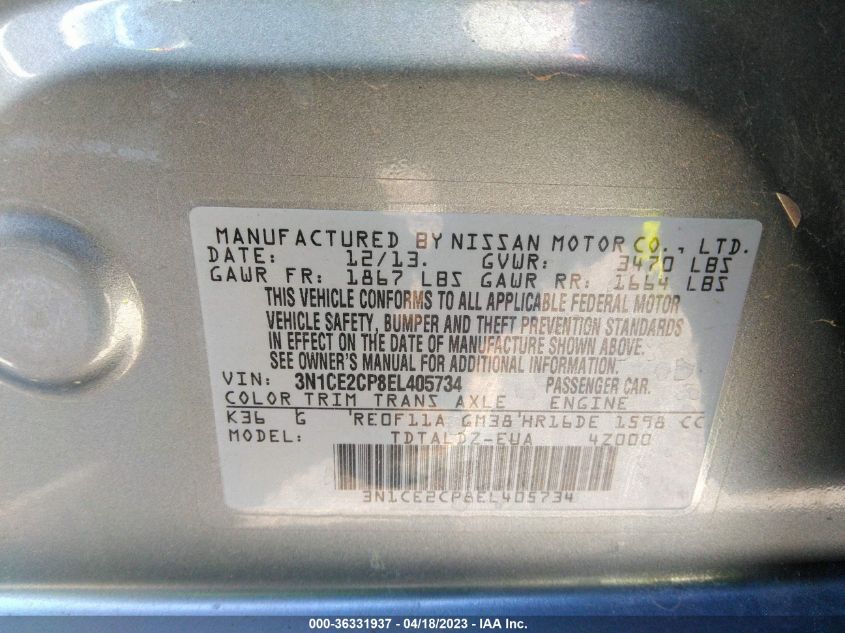 MANUFACTURED BY NISSAN MOTOR CO., LTD.
DATE: 12/13. GVWR: 3470 LBS
GAWR FR: 1867 LBS GAWR RR: 1664 LBS
THIS VEHICLE CONFORMS TO ALL APPLICABLE FEDERAL MOTOR
VEHICLE SAFETY, BUMPER AND THEFT PREVENTION STANDARDS
IN EFFECT ON THE DATE OF MANUFACTURE SHOWN ABOVE.
SEE OWNER'S MANUAL FOR ADDITIONAL INFORMATION.
VIN: 3N1CE2CP8EL405734 PASSENGER CAR.
COLOR TRIM TRANS AXLE ENGINE
K36 G 'RE0F11A GM38'HR16DE 1598 CC
MODEL: TDTALDZ-EUA 4Z000
3N1CE2CP8EL405734
000-36331937 - 04/18/2023 - IAA Inc.